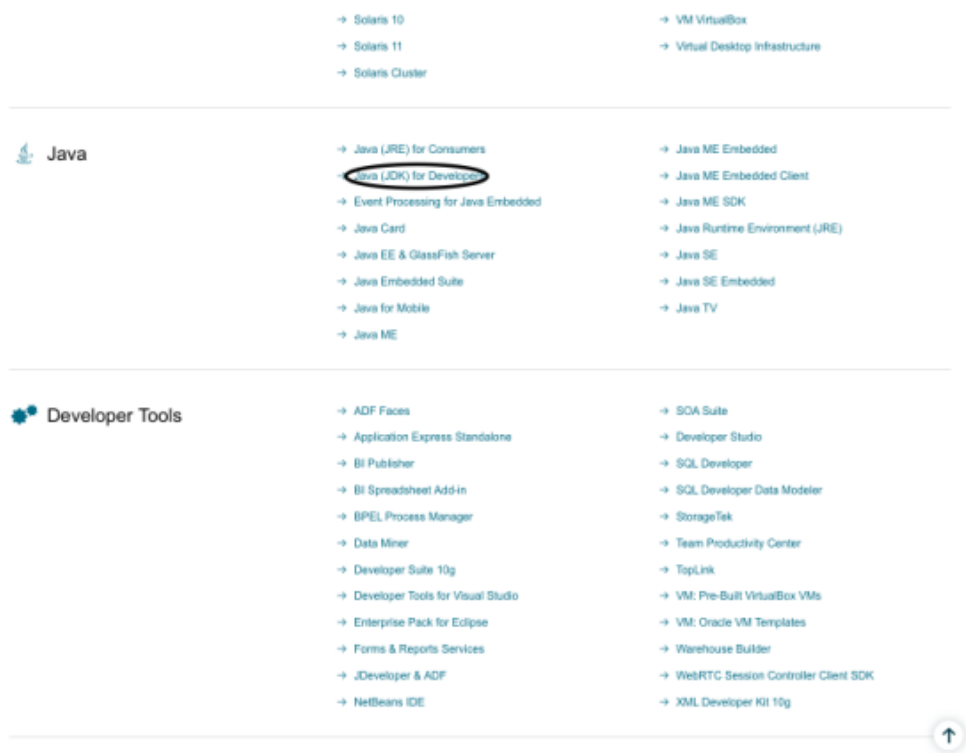 → Solaris 10
→ Solaris 11
→ Solaris Cluster
→ VM VirtualBox
→ Virtual Desktop Infrastructure
Java
→ Java (JRE) for Consumers
→ Java (JDK) for Developers
→ Event Processing for Java Embedded
→ Java Card
→ Java EE & GlassFish Server
→ Java Embedded Suite
→ Java for Mobile
→ Java ME
→ Java ME Embedded
→ Java ME Embedded Client
→ Java ME SDK
→ Java Runtime Environment (JRE)
→ Java SE
→ Java SE Embedded
→ Java TV
Developer Tools
→ ADF Faces
→ Application Express Standalone
→ BI Publisher
→ BI Spreadsheet Add-in
→ BPEL Process Manager
→ Data Miner
→ Developer Suite 10g
→ Developer Tools for Visual Studio
→ Enterprise Pack for Eclipse
→ Forms & Reports Services
→ JDeveloper & ADF
→ NetBeans IDE
→ SOA Suite
→ Developer Studio
→ SQL Developer
→ SQL Developer Data Modeler
→ StorageTek
→ Team Productivity Center
→ TopLink
→ VM: Pre-Built VirtualBox VMs
→ VM: Oracle VM Templates
→ Warehouse Builder
→ WebRTC Session Controller Client SDK
→ XML Developer Kit 10g